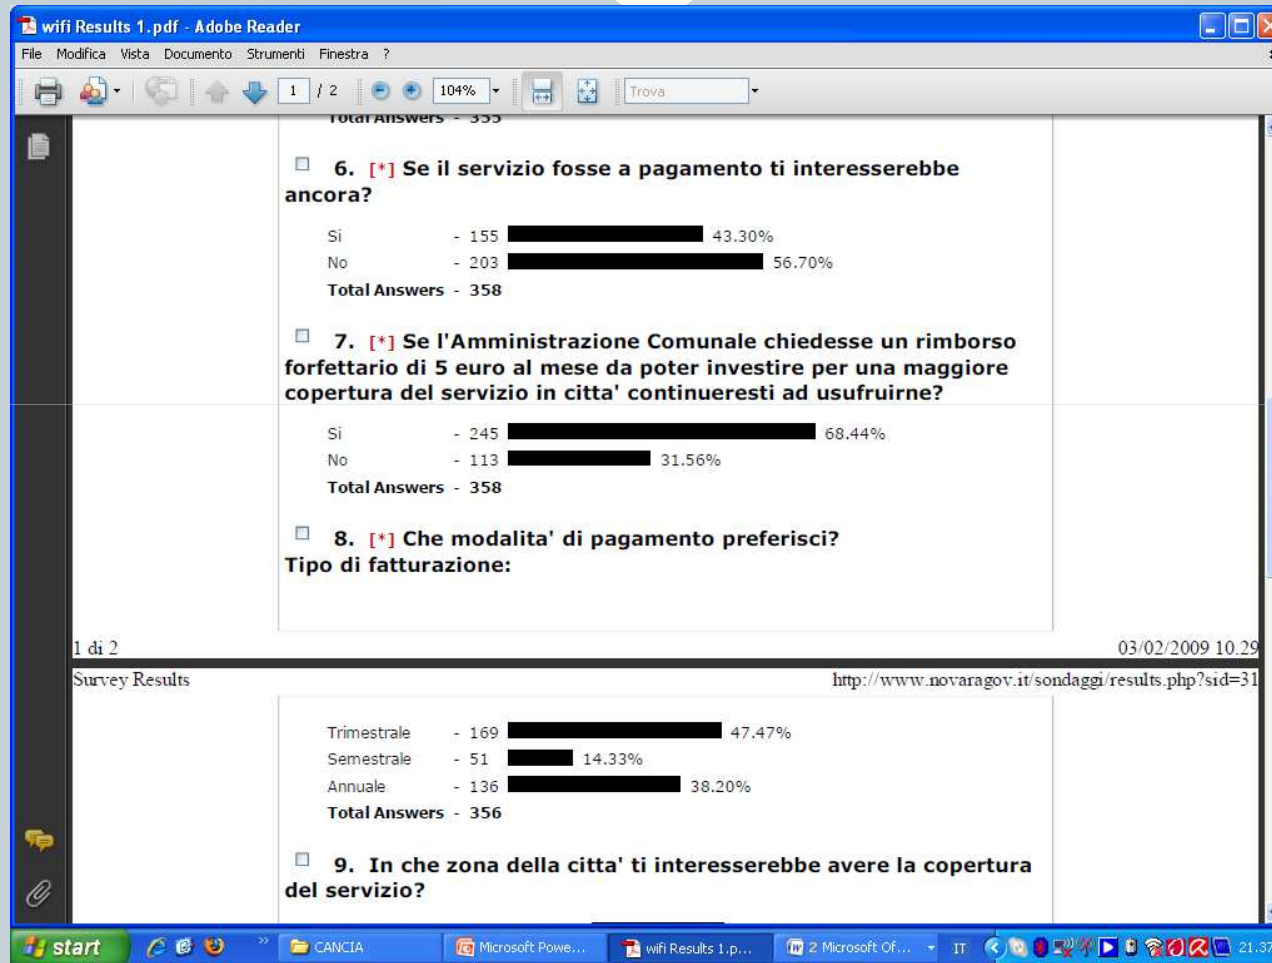 wifi Results 1.pdf - Adobe Reader
File Modifica Vista Documento Strumenti Finestra ?
1 / 2 104% Trova
Total Answers - 355
6. [*] Se il servizio fosse a pagamento ti interesserebbe
ancora?
Si - 155 43.30%
No - 203 56.70%
Total Answers - 358
7. [*] Se l'Amministrazione Comunale chiedesse un rimborso
forfettario di 5 euro al mese da poter investire per una maggiore
copertura del servizio in citta' continueresti ad usufruirne?
Si - 245 68.44%
No - 113 31.56%
Total Answers - 358
8. [*] Che modalita' di pagamento preferisci?
Tipo di fatturazione:
1 di 2 03/02/2009 10.29
Survey Results http://www.novaragov.it/sondaggi/results.php?sid=31
Trimestrale - 169 47.47%
Semestrale - 51 14.33%
Annuale - 136 38.20%
Total Answers - 356
9. In che zona della citta' ti interesserebbe avere la copertura
del servizio?
start » CANCIA Microsoft Powe... wifi Results 1.p... 2 Microsoft Of... IT 21.37